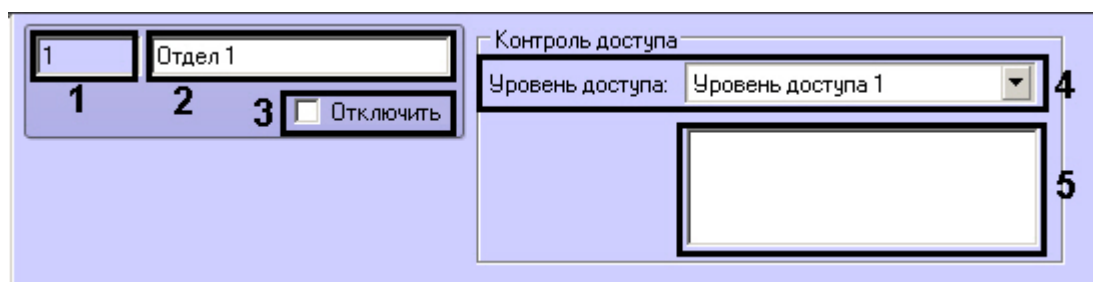 1
Отдел 1
1
2
3
Отключить
Контроль доступа
Уровень доступа:
Уровень доступа 1
4
5